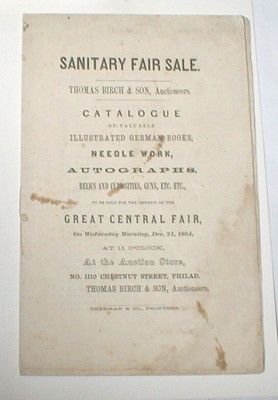 SANITARY FAIR SALE.
THOMAS BIRCH & SON, Auctioneers.
CATALOGUE
OF VALUABLE
ILLUSTRATED GERMAN BOOKS,
NEEDLE WORK,
AUTOGRAPHS,
RELICS AND CURIOSITIES, GUNS, ETC. ETC.,
TO BE SOLD FOR THE BENEFIT OF THE
GREAT CENTRAL FAIR,
On Wednesday Morning, Dec. 21, 1864,
AT 11 O'CLOCK,
At the Auction Store,
NO. 1110 CHESTNUT STREET, PHILAD.
THOMAS BIRCH & SON, Auctioneers,
SHERMAN & CO., PRINTERS.